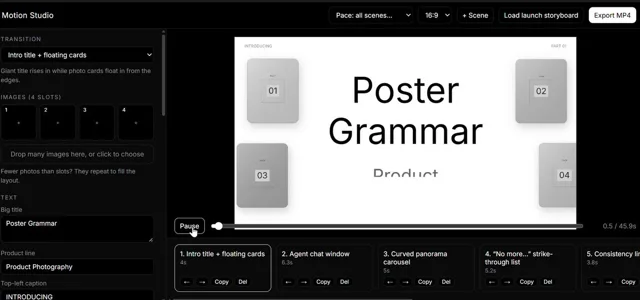 Motion Studio
Pace: all scenes...
16:9
+ Scene
Load launch storyboard
Export MP4
TRANSITION
Intro title + floating cards
Giant title rises in while photo cards float in from the
edges.
IMAGES (4 SLOTS)
1 2 3 4
+ + + +
Drop many images here, or click to choose
Fewer photos than slots? They repeat to fill the
layout.
TEXT
Big title
Poster Grammar
Product line
Product Photography
Top-left caption
INTRODUCING
INTRODUCING
PART 01
01
02
Poster
Grammar
03
04
Product
Pause
0.5 / 45.9s
1. Intro title + floating cards
4s
← → Copy Del
2. Agent chat window
6.3s
← → Copy Del
3. Curved panorama
carousel
5s
← → Copy Del
4. “No more...” strike-
through list
5.2s
← → Copy Del
5. Consistency
3.8s
← → Copy